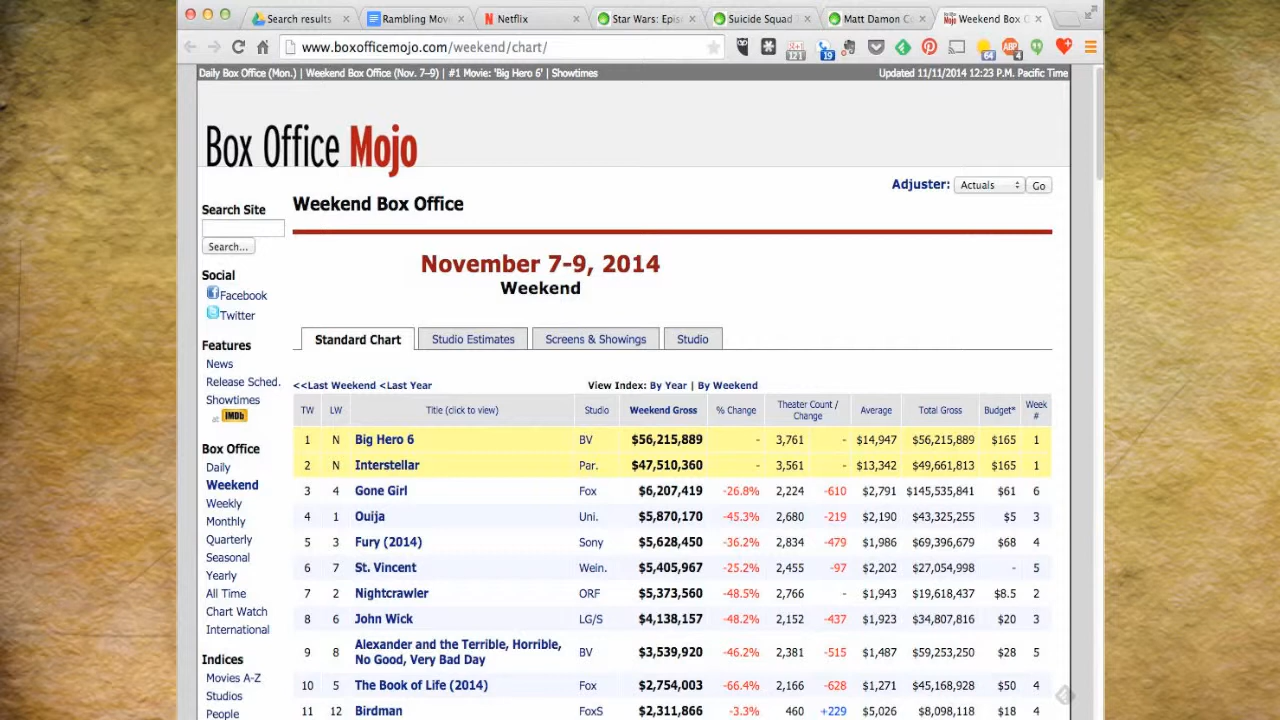 Search results
Rambling Mov
Netflix
Star Wars: Epis
Suicide Squad
Matt Damon C
Weekend Box O
www.boxofficemojo.com/weekend/chart/
121
19
64
ABP
4
Daily Box Office (Mon.) | Weekend Box Office (Nov. 7–9) | #1 Movie: 'Big Hero 6' | Showtimes
Updated 11/11/2014 12:23 P.M. Pacific Time
Box Office Mojo
Adjuster: Actuals Go
Search Site
Search...
Social
Facebook
Twitter
Features
News
Release Sched.
Showtimes
at IMDb
Box Office
Daily
Weekend
Weekly
Monthly
Quarterly
Seasonal
Yearly
All Time
Chart Watch
International
Indices
Movies A-Z
Studios
People
Weekend Box Office
November 7-9, 2014
Weekend
Standard Chart
Studio Estimates
Screens & Showings
Studio
<<Last Weekend <Last Year
View Index: By Year | By Weekend
TW LW Title (click to view) Studio Weekend Gross % Change Theater Count / Change Average Total Gross Budget* Week #
1 N Big Hero 6 BV $56,215,889 - 3,761 - $14,947 $56,215,889 $165 1
2 N Interstellar Par. $47,510,360 - 3,561 - $13,342 $49,661,813 $165 1
3 4 Gone Girl Fox $6,207,419 -26.8% 2,224 -610 $2,791 $145,535,841 $61 6
4 1 Ouija Uni. $5,870,170 -45.3% 2,680 -219 $2,190 $43,325,255 $5 3
5 3 Fury (2014) Sony $5,628,450 -36.2% 2,834 -479 $1,986 $69,396,679 $68 4
6 7 St. Vincent Wein. $5,405,967 -25.2% 2,455 -97 $2,202 $27,054,998 - 5
7 2 Nightcrawler ORF $5,373,560 -48.5% 2,766 - $1,943 $19,618,437 $8.5 2
8 6 John Wick LG/S $4,138,157 -48.2% 2,152 -437 $1,923 $34,807,816 $20 3
9 8 Alexander and the Terrible, Horrible, No Good, Very Bad Day BV $3,539,920 -46.2% 2,381 -515 $1,487 $59,253,250 $28 5
10 5 The Book of Life (2014) Fox $2,754,003 -66.4% 2,166 -628 $1,271 $45,168,928 $50 4
11 12 Birdman FoxS $2,311,866 -3.3% 460 +229 $5,026 $8,098,118 $18 4